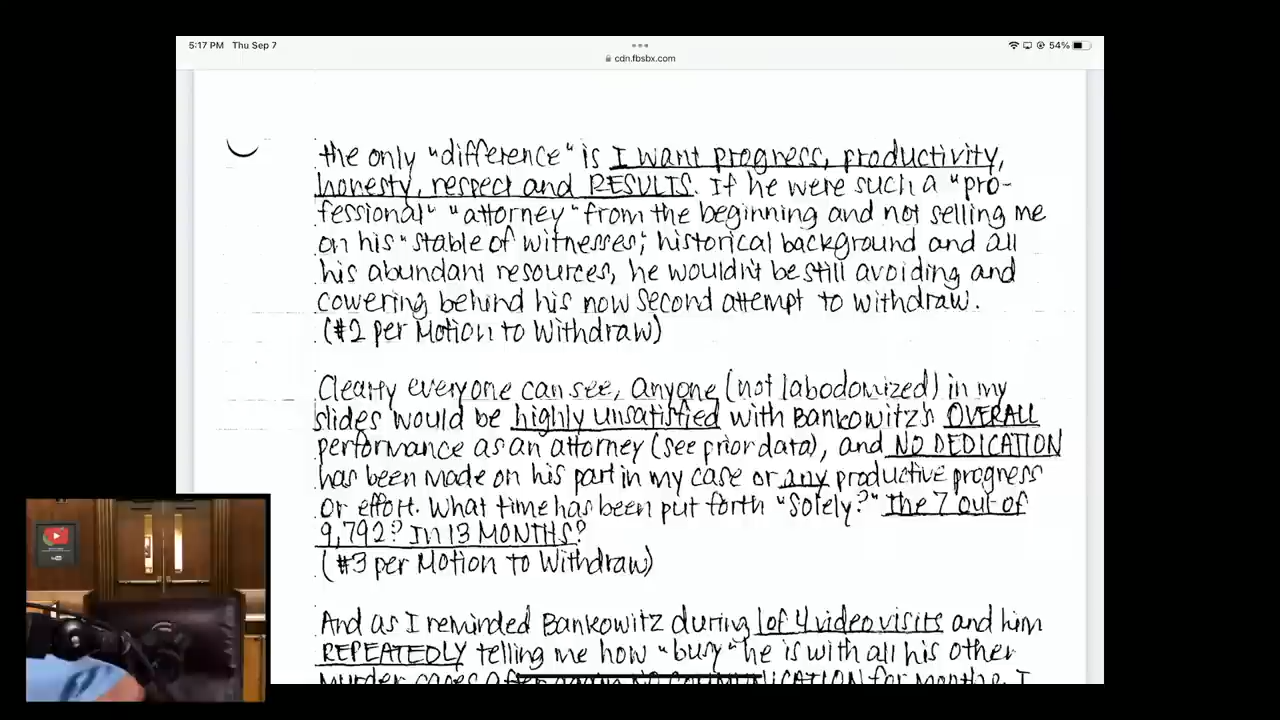 5:17 PM Thu Sep 7
54%
cdn.fbsbx.com
the only "difference" is I want progress, productivity,
honesty, respect and RESULTS. If he were such a "pro-
fessional" "attorney" from the beginning and not selling me
on his "stable of witnesses", historical background and all
his abundant resources, he wouldn't be still avoiding and
cowering behind his now second attempt to withdraw.
(#2 per Motion to Withdraw)
Clearly everyone can see, anyone (not labodomized) in my
slides would be highly unsatisfied with Bankowitz's OVERALL
performance as an attorney (see prior data), and NO DEDICATION
has been made on his part in my case or any productive progress
or effort. What time has been put forth "Solely?" The 7 out of
9,792? In 13 MONTHS?
(#3 per Motion to Withdraw)
And as I reminded Bankowitz during 1 of 4 video visits and him
REPEATEDLY telling me how "busy" he is with all his other
murder cases after again NO COMMUNICATION for months. I